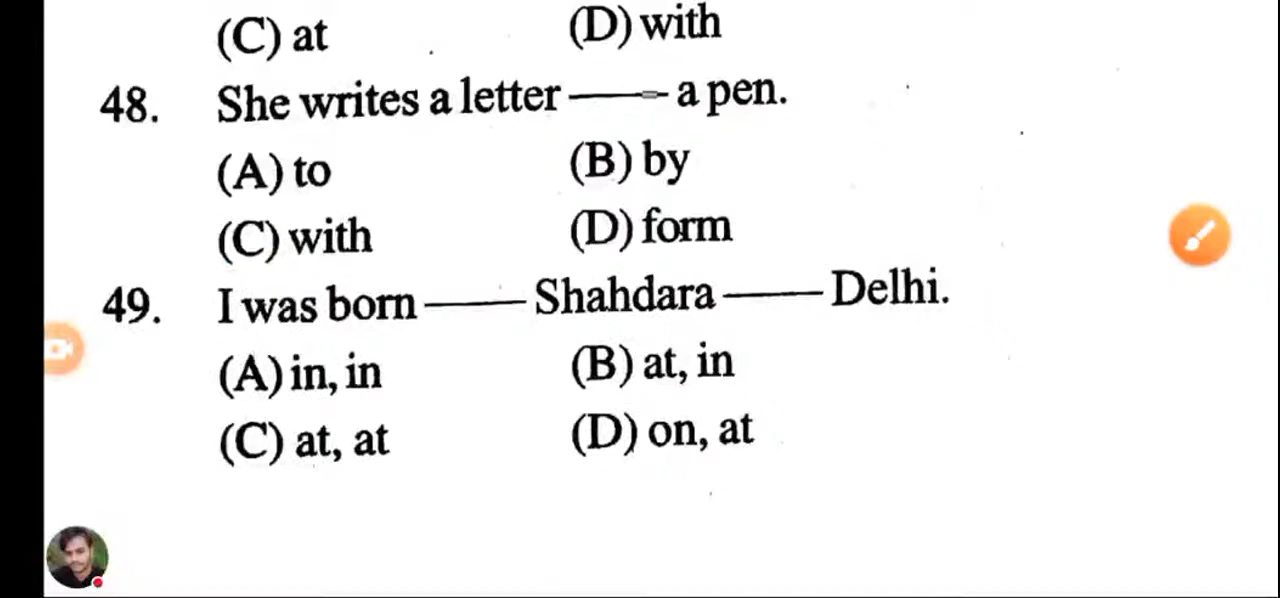 (C) at (D) with
48. She writes a letter —— a pen.
(A) to (B) by
(C) with (D) form
49. I was born —— Shahdara —— Delhi.
(A) in, in (B) at, in
(C) at, at (D) on, at